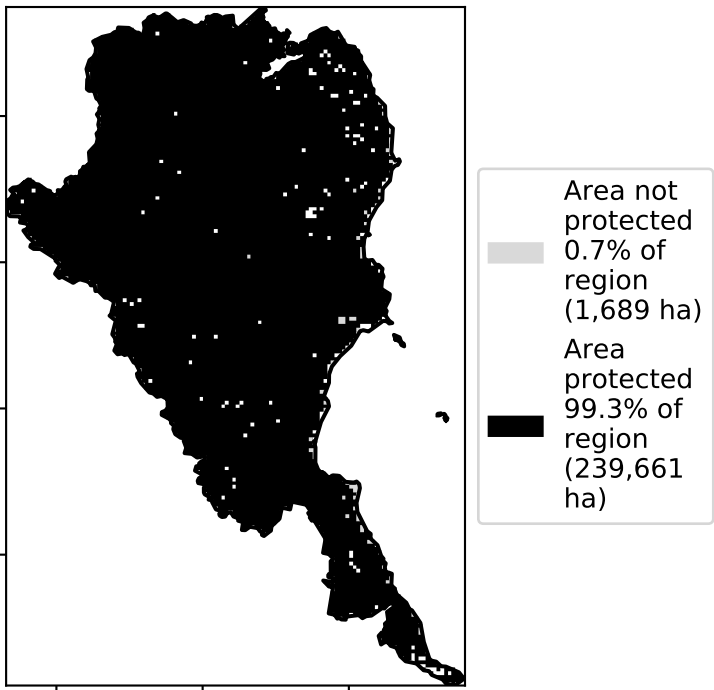 Area not
protected
0.7% of
region
(1,689 ha)
Area
protected
99.3% of
region
(239,661
ha)